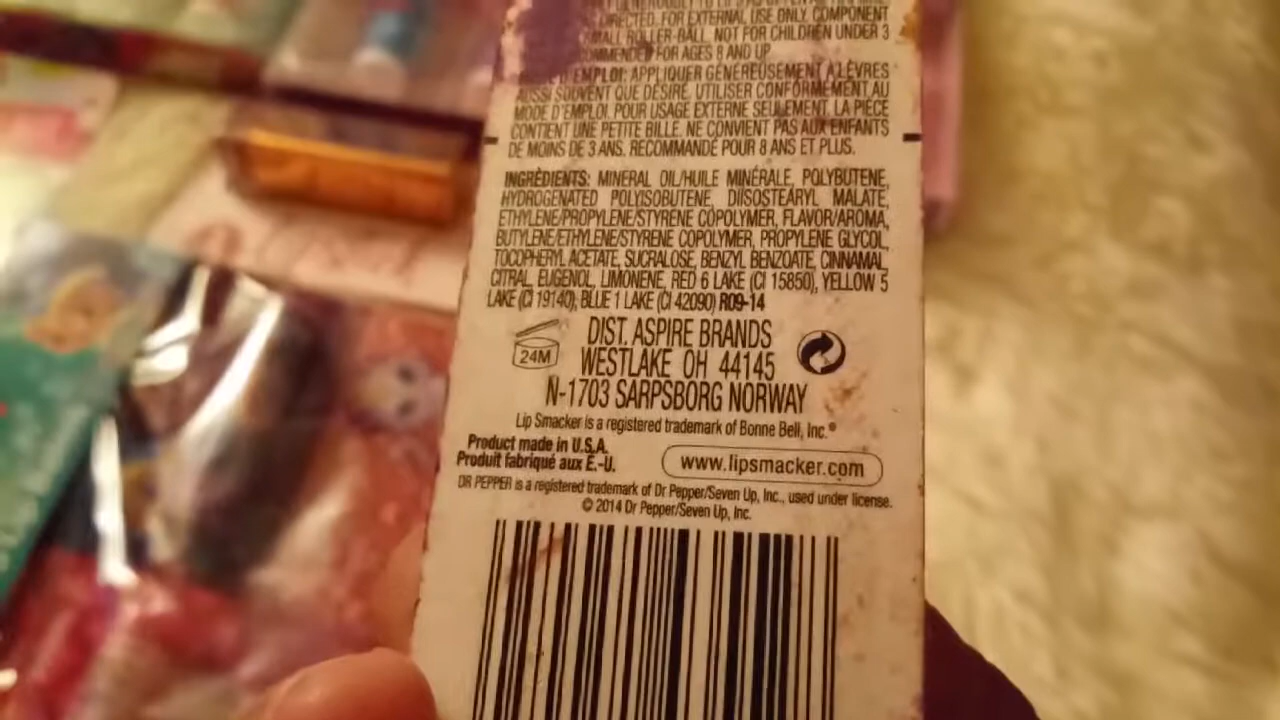 DIRECTED. FOR EXTERNAL USE ONLY. COMPONENT
SMALL ROLLER-BALL. NOT FOR CHILDREN UNDER 3
FOR AGES 8 AND UP
D'EMPLOI: APPLIQUER GÉNÉREUSEMENT À LÈVRES
AUSSI SOUVENT QUE DÉSIRÉ. UTILISER CONFORMÉMENT AU
MODE D'EMPLOI. POUR USAGE EXTERNE SEULEMENT. LA PIÈCE
CONTIENT UNE PETITE BILLE. NE CONVIENT PAS AUX ENFANTS
DE MOINS DE 3 ANS. RECOMMANDÉ POUR 8 ANS ET PLUS.
INGRÉDIENTS: MINERAL OIL/HUILE MINÉRALE, POLYBUTENE,
HYDROGENATED POLYISOBUTENE, DIISOSTEARYL MALATE,
ETHYLENE/PROPYLENE/STYRENE COPOLYMER, FLAVOR/AROMA,
BUTYLENE/ETHYLENE/STYRENE COPOLYMER, PROPYLENE GLYCOL,
TOCOPHERYL ACETATE, SUCRALOSE, BENZYL BENZOATE, CINNAMAL,
CITRAL, EUGENOL, LIMONENE, RED 6 LAKE (CI 15850), YELLOW 5
LAKE (CI 19140), BLUE 1 LAKE (CI 42090) R09-14
24M
DIST. ASPIRE BRANDS
WESTLAKE OH 44145
N-1703 SARPSBORG NORWAY
Lip Smacker is a registered trademark of Bonne Bell, Inc.®
Product made in U.S.A.
Produit fabriqué aux É.-U.
www.lipsmacker.com
DR PEPPER is a registered trademark of Dr Pepper/Seven Up, Inc., used under license.
© 2014 Dr Pepper/Seven Up, Inc.